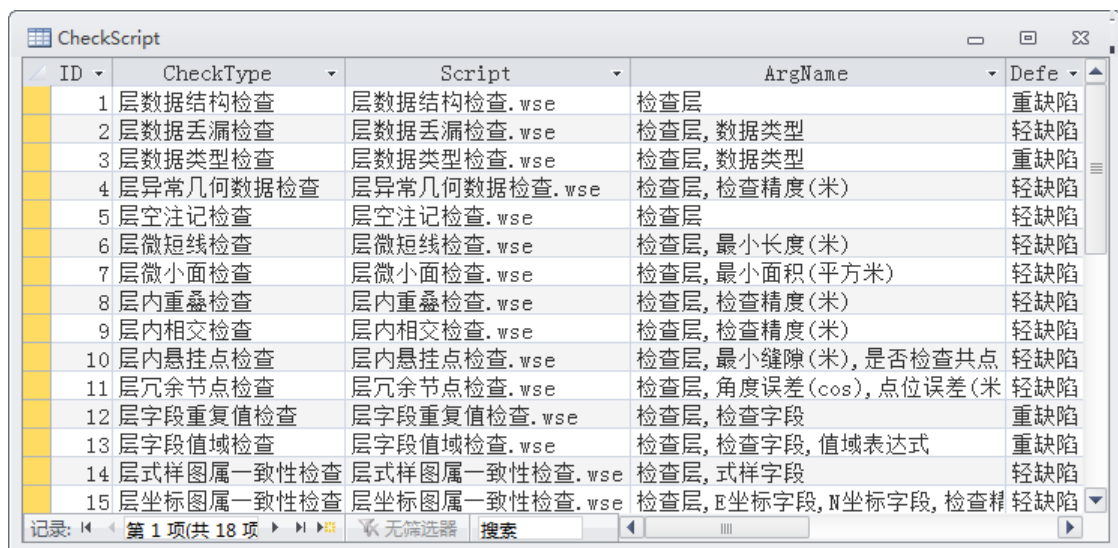 CheckScript
ID CheckType Script ArgName Defe
1 层数据结构检查 层数据结构检查.wse 检查层 重缺陷
2 层数据丢漏检查 层数据丢漏检查.wse 检查层,数据类型 轻缺陷
3 层数据类型检查 层数据类型检查.wse 检查层,数据类型 重缺陷
4 层异常几何数据检查 层异常几何数据检查.wse 检查层,检查精度(米) 轻缺陷
5 层空注记检查 层空注记检查.wse 检查层 轻缺陷
6 层微短线检查 层微短线检查.wse 检查层,最小长度(米) 轻缺陷
7 层微小面检查 层微小面检查.wse 检查层,最小面积(平方米) 轻缺陷
8 层内重叠检查 层内重叠检查.wse 检查层,检查精度(米) 轻缺陷
9 层内相交检查 层内相交检查.wse 检查层,检查精度(米) 轻缺陷
10 层内悬挂点检查 层内悬挂点检查.wse 检查层,最小缝隙(米),是否检查共点 轻缺陷
11 层冗余节点检查 层冗余节点检查.wse 检查层,角度误差(cos),点位误差(米 轻缺陷
12 层字段重复值检查 层字段重复值检查.wse 检查层,检查字段 重缺陷
13 层字段值域检查 层字段值域检查.wse 检查层,检查字段,值域表达式 重缺陷
14 层式样图属一致性检查 层式样图属一致性检查.wse 检查层,式样字段 轻缺陷
15 层坐标图属一致性检查 层坐标图属一致性检查.wse 检查层,E坐标字段,N坐标字段,检查精 轻缺陷
记录: 第 1 项(共 18 项 无筛选器 搜索